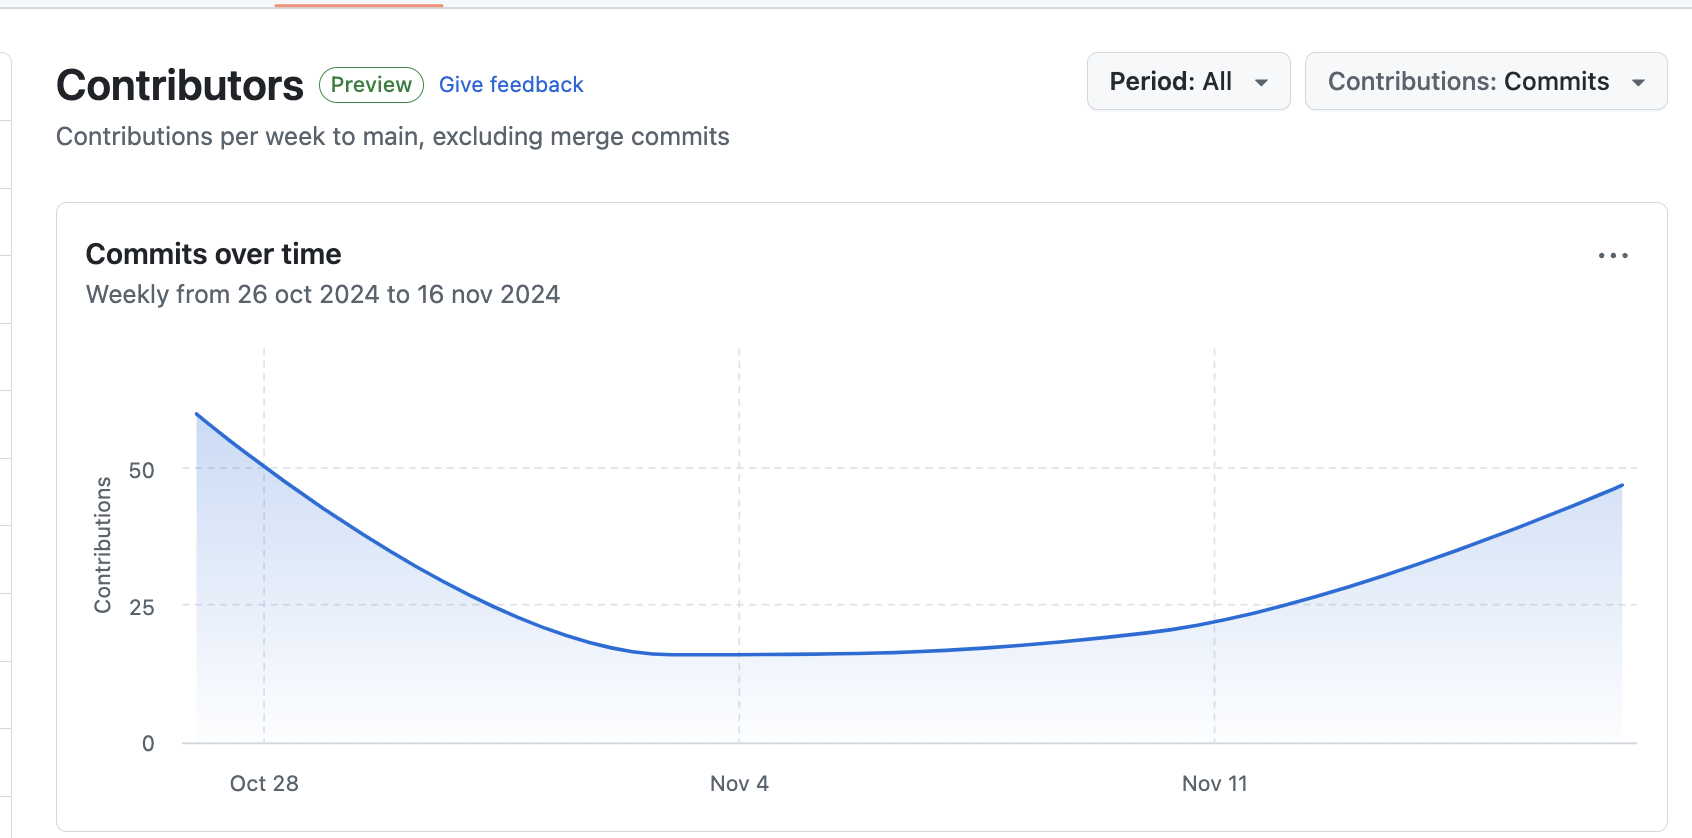 Contributors Preview Give feedback Period: All Contributions: Commits
Contributions per week to main, excluding merge commits
Commits over time
Weekly from 26 oct 2024 to 16 nov 2024
Contributions
50
25
0
Oct 28 Nov 4 Nov 11